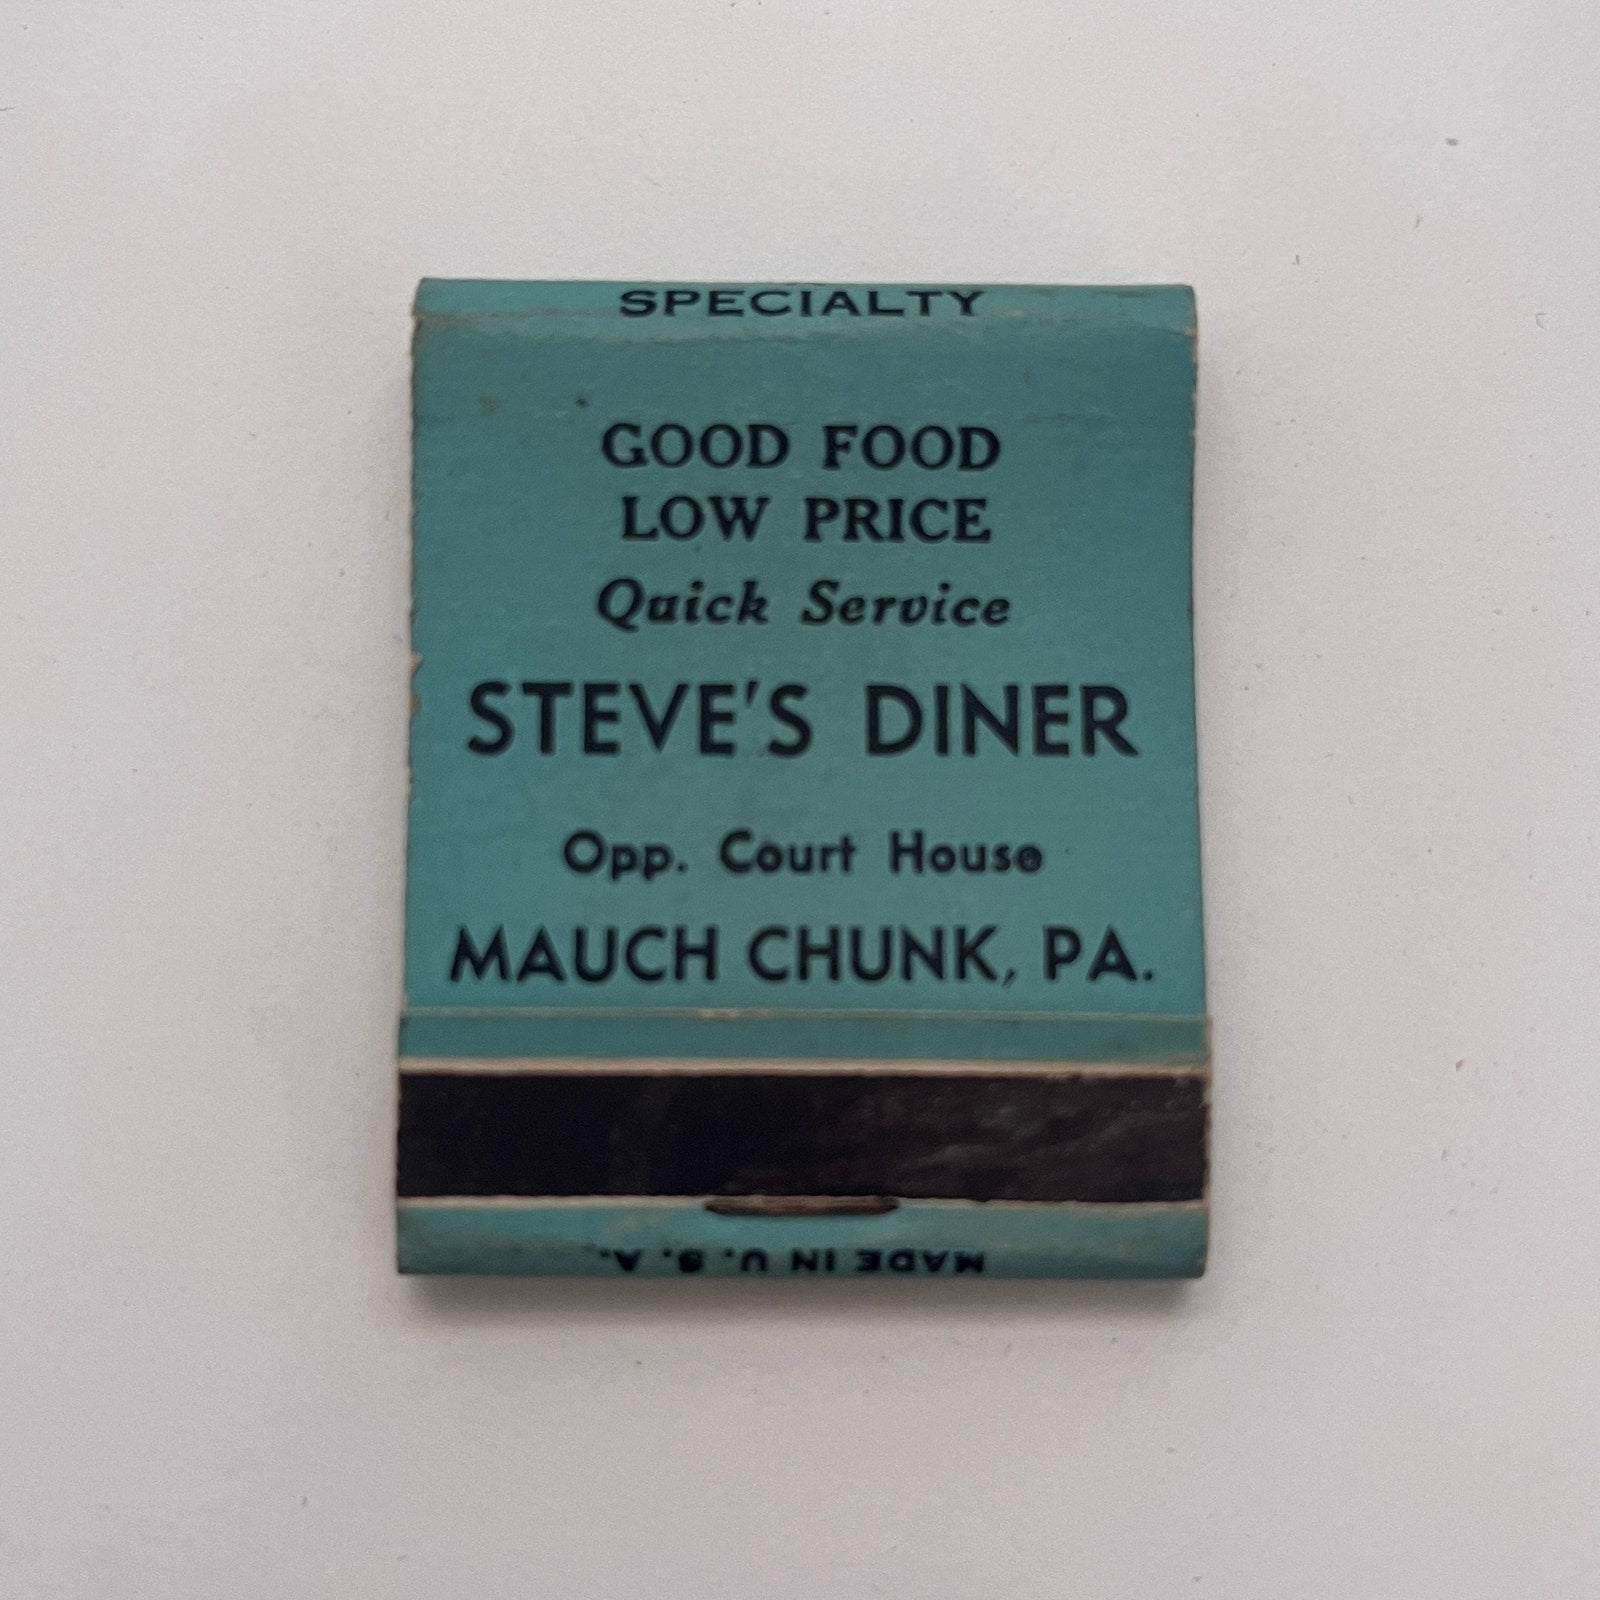 SPECIALTY
GOOD FOOD
LOW PRICE
Quick Service
STEVE'S DINER
Opp. Court House
MAUCH CHUNK, PA.
MADE IN U. S. A.